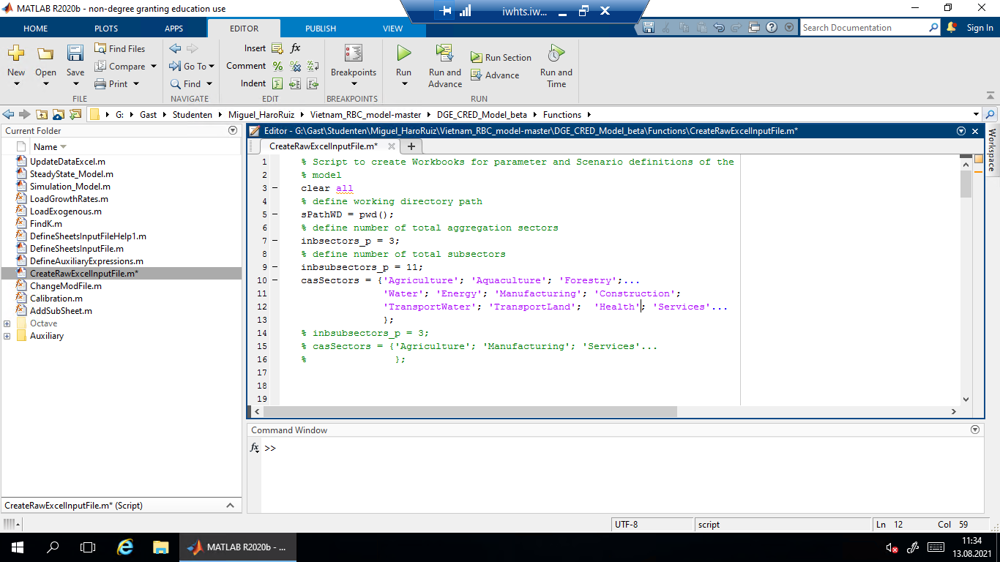 MATLAB R2020b - non-degree granting education use
iwhts.iw...
HOME PLOTS APPS EDITOR PUBLISH VIEW
Search Documentation
Sign In
New Open Save
Find Files
Compare
Print
FILE
Go To
Find
NAVIGATE
Insert fx
Comment % %
Indent
EDIT
Breakpoints
BREAKPOINTS
Run
Run and Advance
Run Section
Advance
Run and Time
RUN
G: Gast Studenten Miguel_HaroRuiz Vietnam_RBC_model-master DGE_CRED_Model_beta Functions
Current Folder
Name
UpdateDataExcel.m
SteadyState_Model.m
Simulation_Model.m
LoadGrowthRates.m
LoadExogenous.m
FindK.m
DefineSheetsInputFileHelp1.m
DefineSheetsInputFile.m
DefineAuxiliaryExpressions.m
CreateRawExcelInputFile.m*
ChangeModFile.m
Calibration.m
AddSubSheet.m
Octave
Auxiliary
CreateRawExcelInputFile.m* (Script)
Editor - G:\Gast\Studenten\Miguel_HaroRuiz\Vietnam_RBC_model-master\DGE_CRED_Model_beta\Functions\CreateRawExcelInputFile.m*
CreateRawExcelInputFile.m*
Workspace
1 % Script to create Workbooks for parameter and Scenario definitions of the
2 % model
3 clear all
4 % define working directory path
5 sPathWD = pwd();
6 % define number of total aggregation sectors
7 inbsectors_p = 3;
8 % define number of total subsectors
9 inbsubsectors_p = 11;
10 casSectors = {'Agriculture'; 'Aquaculture'; 'Forestry';...
11 'Water'; 'Energy'; 'Manufacturing'; 'Construction';
12 'TransportWater'; 'TransportLand'; 'Health'; 'Services'...
13 };
14 % inbsubsectors_p = 3;
15 % casSectors = {'Agriculture'; 'Manufacturing'; 'Services'...
16 % };
17
18
19
Command Window
fx >>
UTF-8
script
Ln 12 Col 59
MATLAB R2020b - ...
11:34
13.08.2021